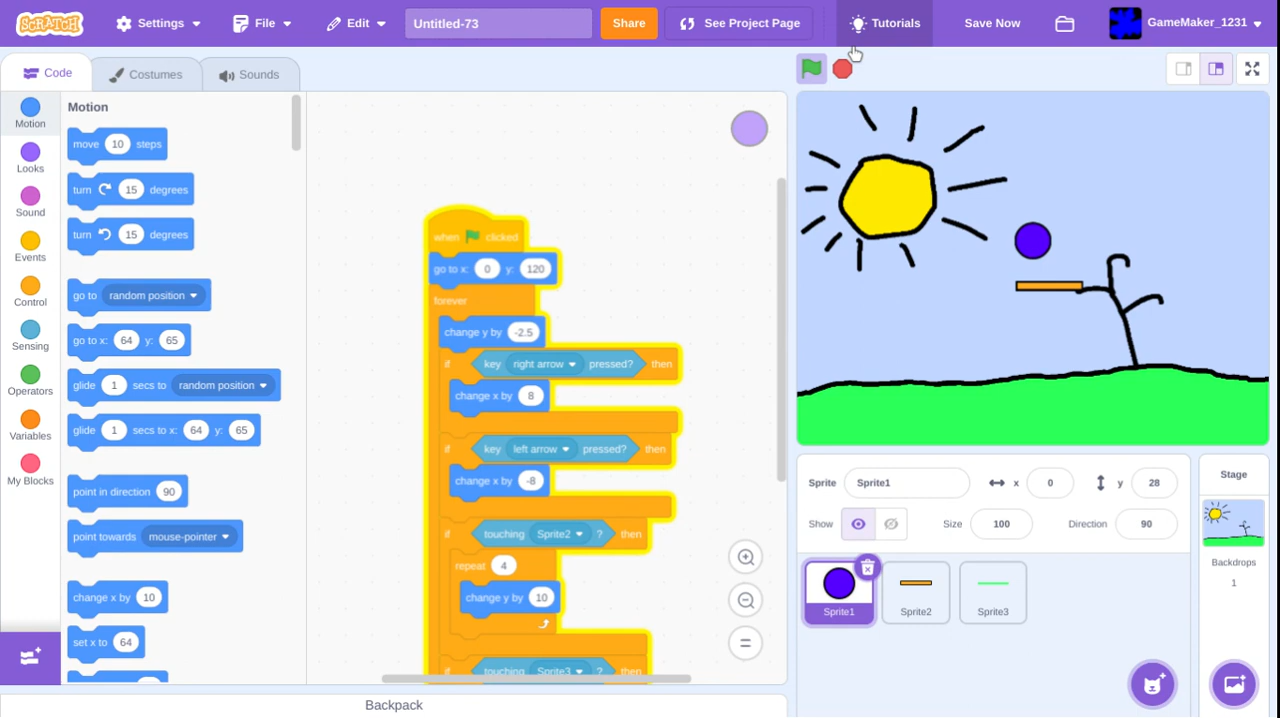 SCRATCH Settings File Edit Untitled-73 Share See Project Page Tutorials Save Now GameMaker_1231
Code Costumes Sounds
Motion
Looks
Sound
Events
Control
Sensing
Operators
Variables
My Blocks
Motion
move 10 steps
turn 15 degrees
turn 15 degrees
go to random position
go to x: 64 y: 65
glide 1 secs to random position
glide 1 secs to x: 64 y: 65
point in direction 90
point towards mouse-pointer
change x by 10
set x to 64
when clicked
go to x: 0 y: 120
forever
change y by -2.5
if key right arrow pressed? then
change x by 8
if key left arrow pressed? then
change x by -8
if touching Sprite2 ? then
repeat 4
change y by 10
if touching Sprite3 ? then
Backpack
Sprite Sprite1 x 0 y 28
Show Size 100 Direction 90
Sprite1 Sprite2 Sprite3
Stage
Backdrops
1